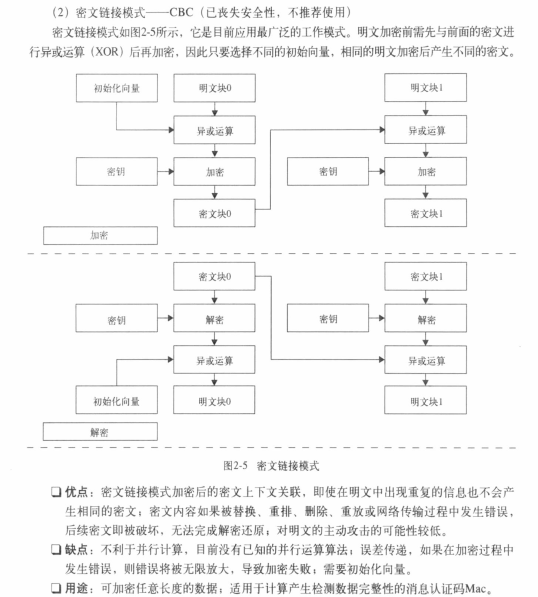 （2）密文链接模式——CBC（已丧失安全性，不推荐使用）
密文链接模式如图2-5所示，它是目前应用最广泛的工作模式。明文加密前需先与前面的密文进
行异或运算（XOR）后再加密，因此只要选择不同的初始向量，相同的明文加密后产生不同的密文。
初始化向量 明文块0 明文块1
异或运算 异或运算
密钥 加密 密钥 加密
密文块0 密文块1
加密
密文块0 密文块1
密钥 解密 密钥 解密
异或运算 异或运算
初始化向量 明文块0 明文块1
解密
图2-5 密文链接模式
❑ 优点：密文链接模式加密后的密文上下文关联，即使在明文中出现重复的信息也不会产
生相同的密文；密文内容如果被替换、重排、删除、重放或网络传输过程中发生错误，
后续密文即被破坏，无法完成解密还原；对明文的主动攻击的可能性较低。
❑ 缺点：不利于并行计算，目前没有已知的并行运算算法；误差传递，如果在加密过程中
发生错误，则错误将被无限放大，导致加密失败；需要初始化向量。
❑ 用途：可加密任意长度的数据；适用于计算产生检测数据完整性的消息认证码Mac。